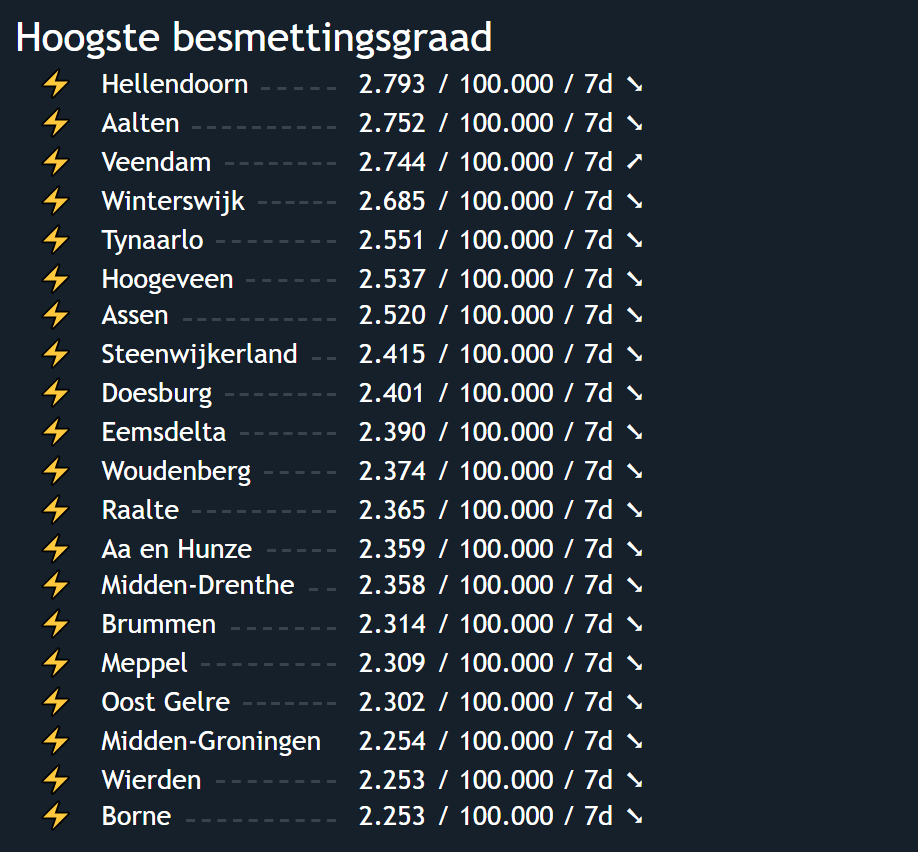 Hoogste besmettingsgraad
Hellendoorn 2.793 / 100.000 / 7d ➘
Aalten 2.752 / 100.000 / 7d ➘
Veendam 2.744 / 100.000 / 7d ➚
Winterswijk 2.685 / 100.000 / 7d ➘
Tynaarlo 2.551 / 100.000 / 7d ➘
Hoogeveen 2.537 / 100.000 / 7d ➘
Assen 2.520 / 100.000 / 7d ➘
Steenwijkerland 2.415 / 100.000 / 7d ➘
Doesburg 2.401 / 100.000 / 7d ➘
Eemsdelta 2.390 / 100.000 / 7d ➘
Woudenberg 2.374 / 100.000 / 7d ➘
Raalte 2.365 / 100.000 / 7d ➘
Aa en Hunze 2.359 / 100.000 / 7d ➘
Midden-Drenthe 2.358 / 100.000 / 7d ➘
Brummen 2.314 / 100.000 / 7d ➘
Meppel 2.309 / 100.000 / 7d ➘
Oost Gelre 2.302 / 100.000 / 7d ➘
Midden-Groningen 2.254 / 100.000 / 7d ➘
Wierden 2.253 / 100.000 / 7d ➘
Borne 2.253 / 100.000 / 7d ➘